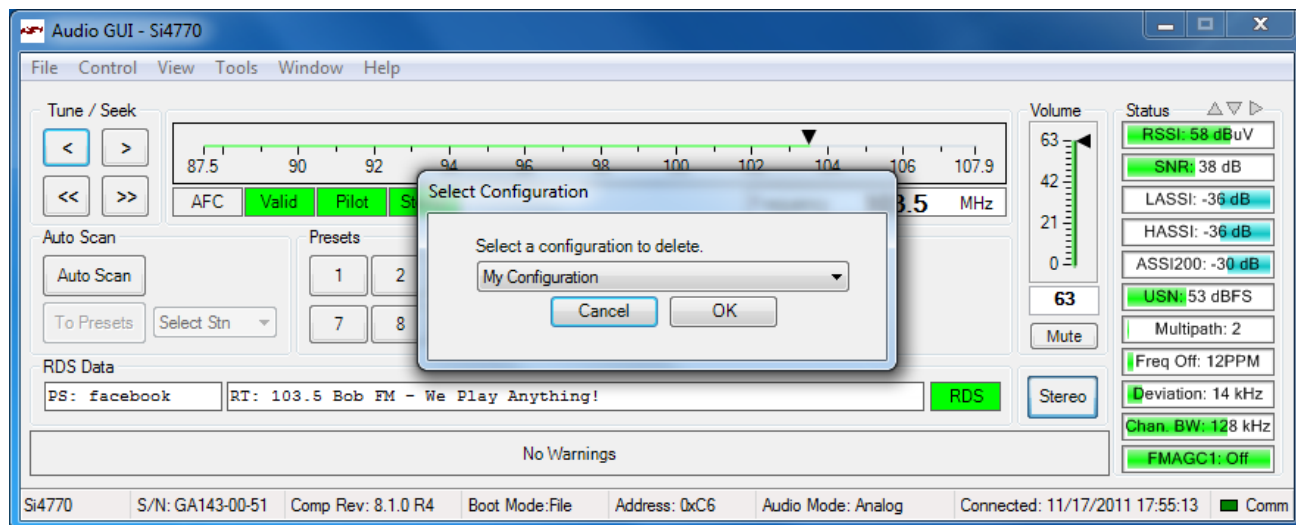 Audio GUI - Si4770
File Control View Tools Window Help
Tune / Seek
< >
<< >>
87.5 90 92 94 96 98 100 102 104 106 107.9
AFC Valid Pilot MHz
Volume
63
42
21
0
63
Mute
Status
RSSI: 58 dBuV
SNR: 38 dB
LASSI: -36 dB
HASSI: -36 dB
ASSI200: -30 dB
USN: 53 dBFS
Multipath: 2
Freq Off: 12PPM
Deviation: 14 kHz
Chan. BW: 128 kHz
FMAGC1: Off
Auto Scan
Auto Scan
To Presets Select Stn
Presets
1 2
7 8
Select Configuration
Select a configuration to delete.
My Configuration
Cancel OK
RDS Data
PS: facebook RT: 103.5 Bob FM - We Play Anything! RDS
Stereo
No Warnings
Si4770 S/N: GA143-00-51 Comp Rev: 8.1.0 R4 Boot Mode:File Address: 0xC6 Audio Mode: Analog Connected: 11/17/2011 17:55:13 Comm